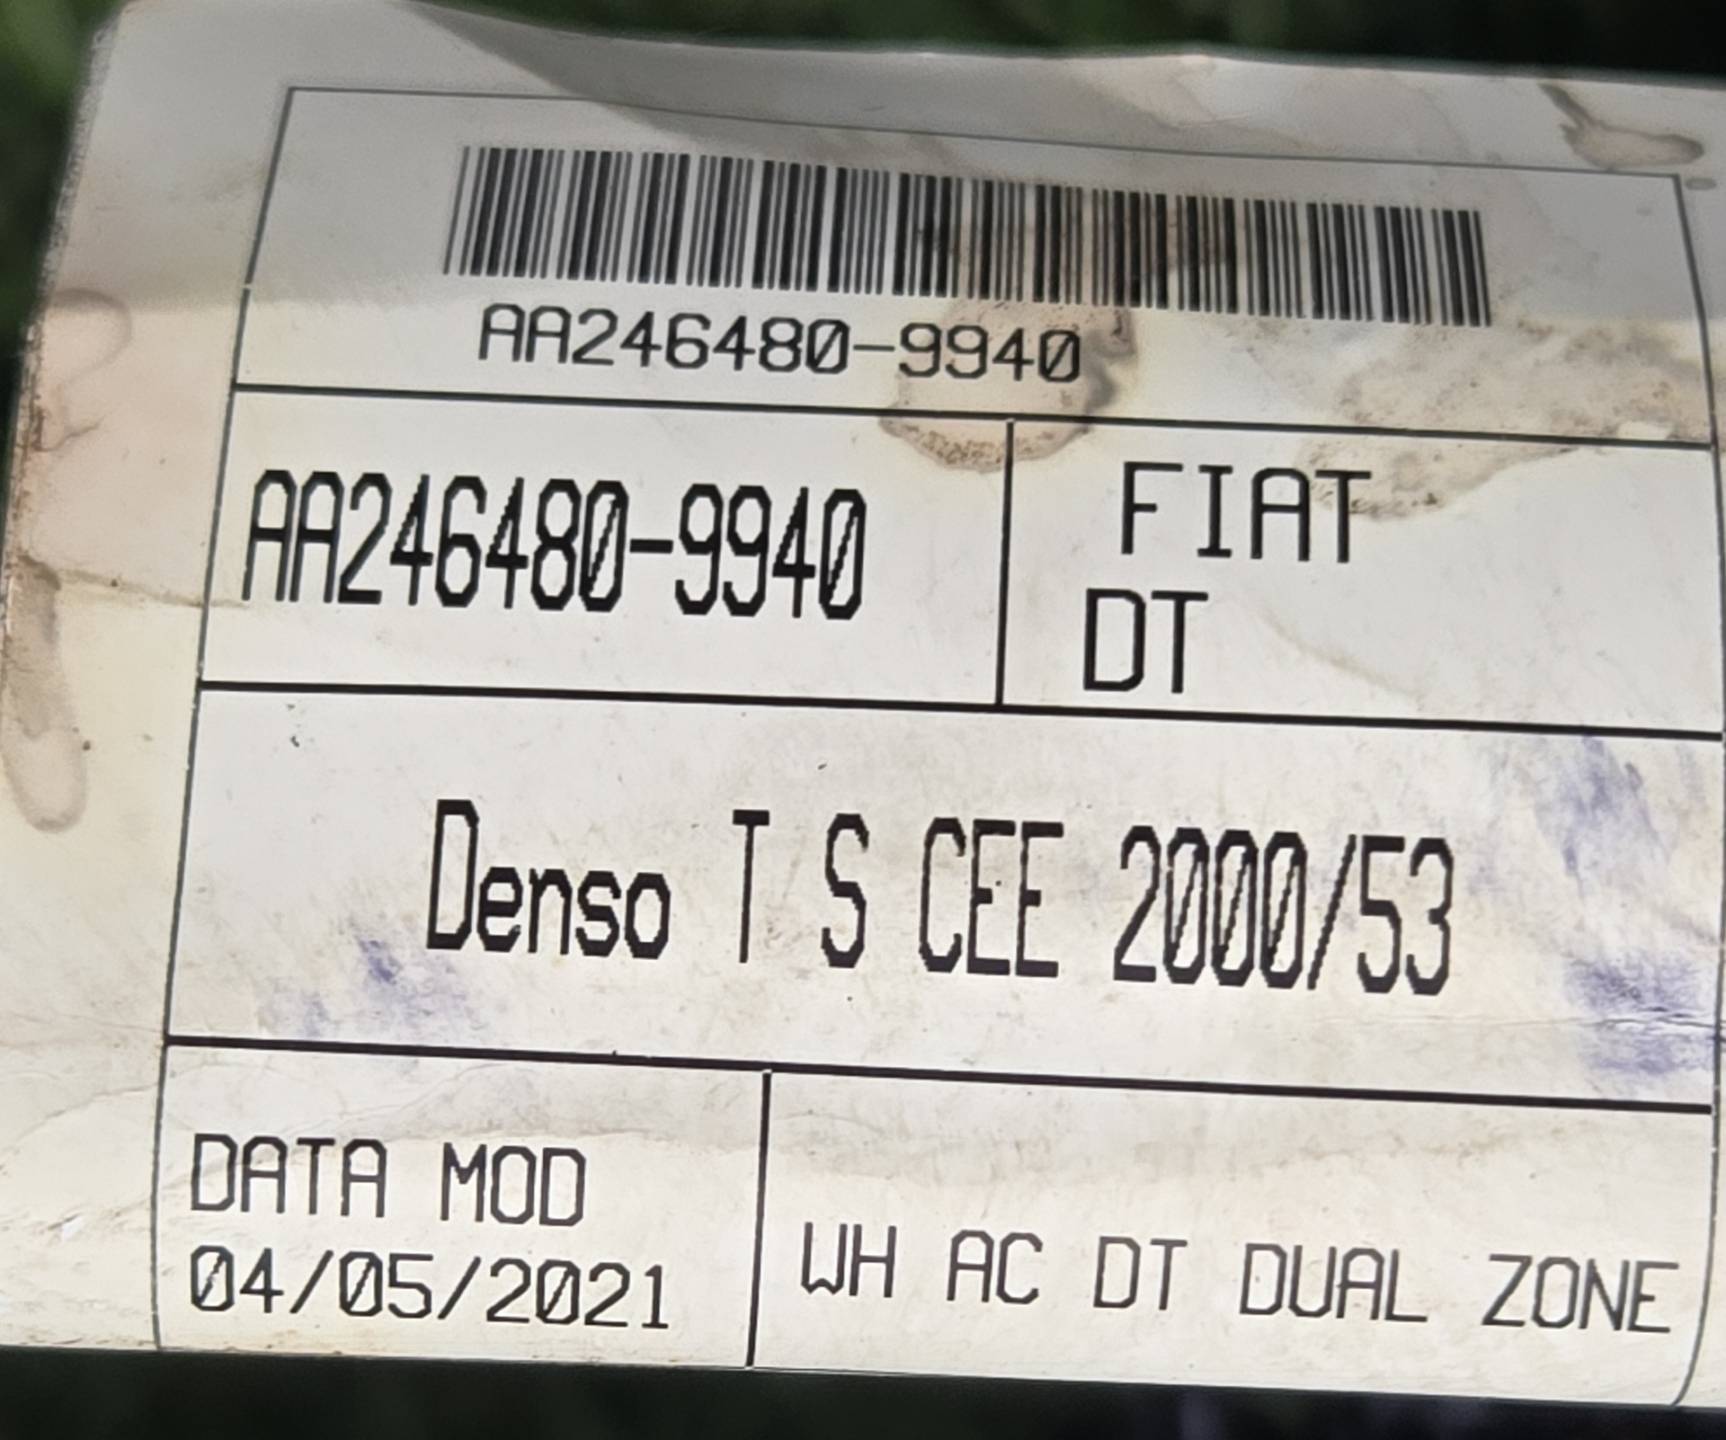 AA246480-9940
AA246480-9940
FIAT
DT
Denso T S CEE 2000/53
DATA MOD
04/05/2021
WH AC DT DUAL ZONE